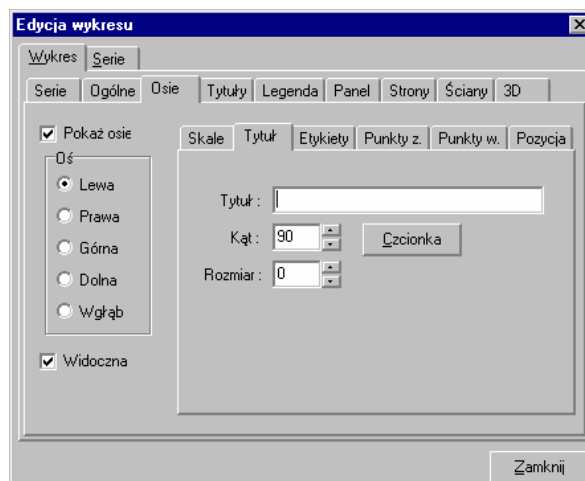 Edycja wykresu
Wykres Serie
Serie Ogólne Osie Tytuły Legenda Panel Strony Ściany 3D
Pokaż osie
Skale Tytuł Etykiety Punkty z. Punkty w. Pozycja
Oś
Lewa
Prawa
Górna
Dolna
Wgłąb
Widoczna
Tytuł :
Kąt : 90 Czcionka
Rozmiar : 0
Zamknij